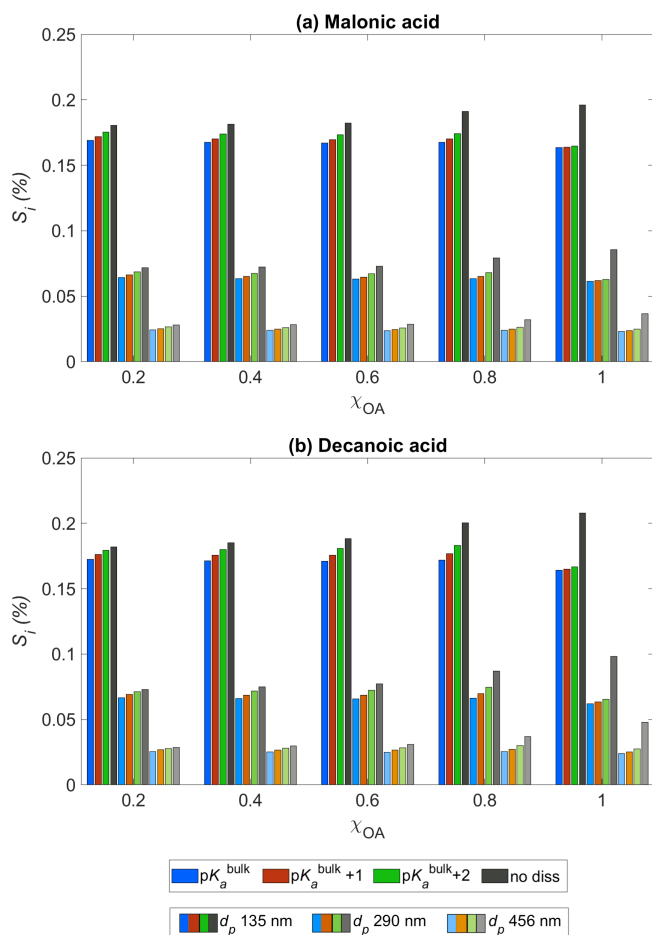 (a) Malonic acid
0.25
0.2
0.15
0.1
0.05
0
S_i (%)
0.2 0.4 0.6 0.8 1
χ_OA
(b) Decanoic acid
0.25
0.2
0.15
0.1
0.05
0
S_i (%)
0.2 0.4 0.6 0.8 1
χ_OA
pK_a^bulk pK_a^bulk +1 pK_a^bulk+2 no diss
d_p 135 nm d_p 290 nm d_p 456 nm